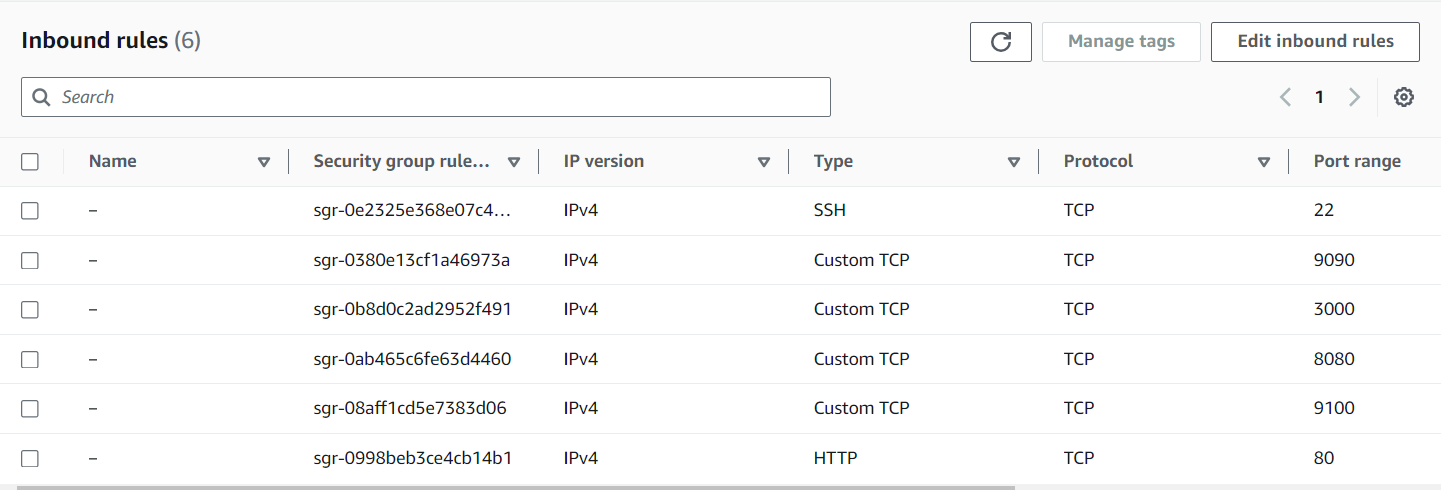 Inbound rules (6)
Manage tags
Edit inbound rules
Search
1
Name Security group rule... IP version Type Protocol Port range
– sgr-0e2325e368e07c4... IPv4 SSH TCP 22
– sgr-0380e13cf1a46973a IPv4 Custom TCP TCP 9090
– sgr-0b8d0c2ad2952f491 IPv4 Custom TCP TCP 3000
– sgr-0ab465c6fe63d4460 IPv4 Custom TCP TCP 8080
– sgr-08aff1cd5e7383d06 IPv4 Custom TCP TCP 9100
– sgr-0998beb3ce4cb14b1 IPv4 HTTP TCP 80